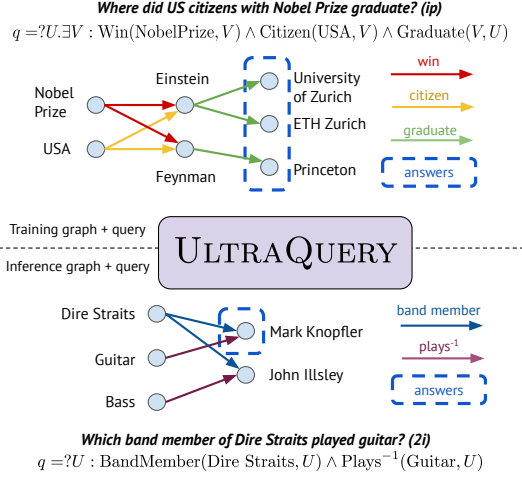 Where did US citizens with Nobel Prize graduate? (ip)
q =?U.∃V : Win(NobelPrize, V) ∧ Citizen(USA, V) ∧ Graduate(V, U)
Nobel
Prize
Einstein
University
of Zurich
win
citizen
ETH Zurich
USA
graduate
Feynman
Princeton
answers
Training graph + query
ULTRAQUERY
Inference graph + query
Dire Straits
band member
Mark Knopfler
Guitar
plays⁻¹
John Illsley
answers
Bass
Which band member of Dire Straits played guitar? (2i)
q =?U : BandMember(Dire Straits, U) ∧ Plays⁻¹(Guitar, U)